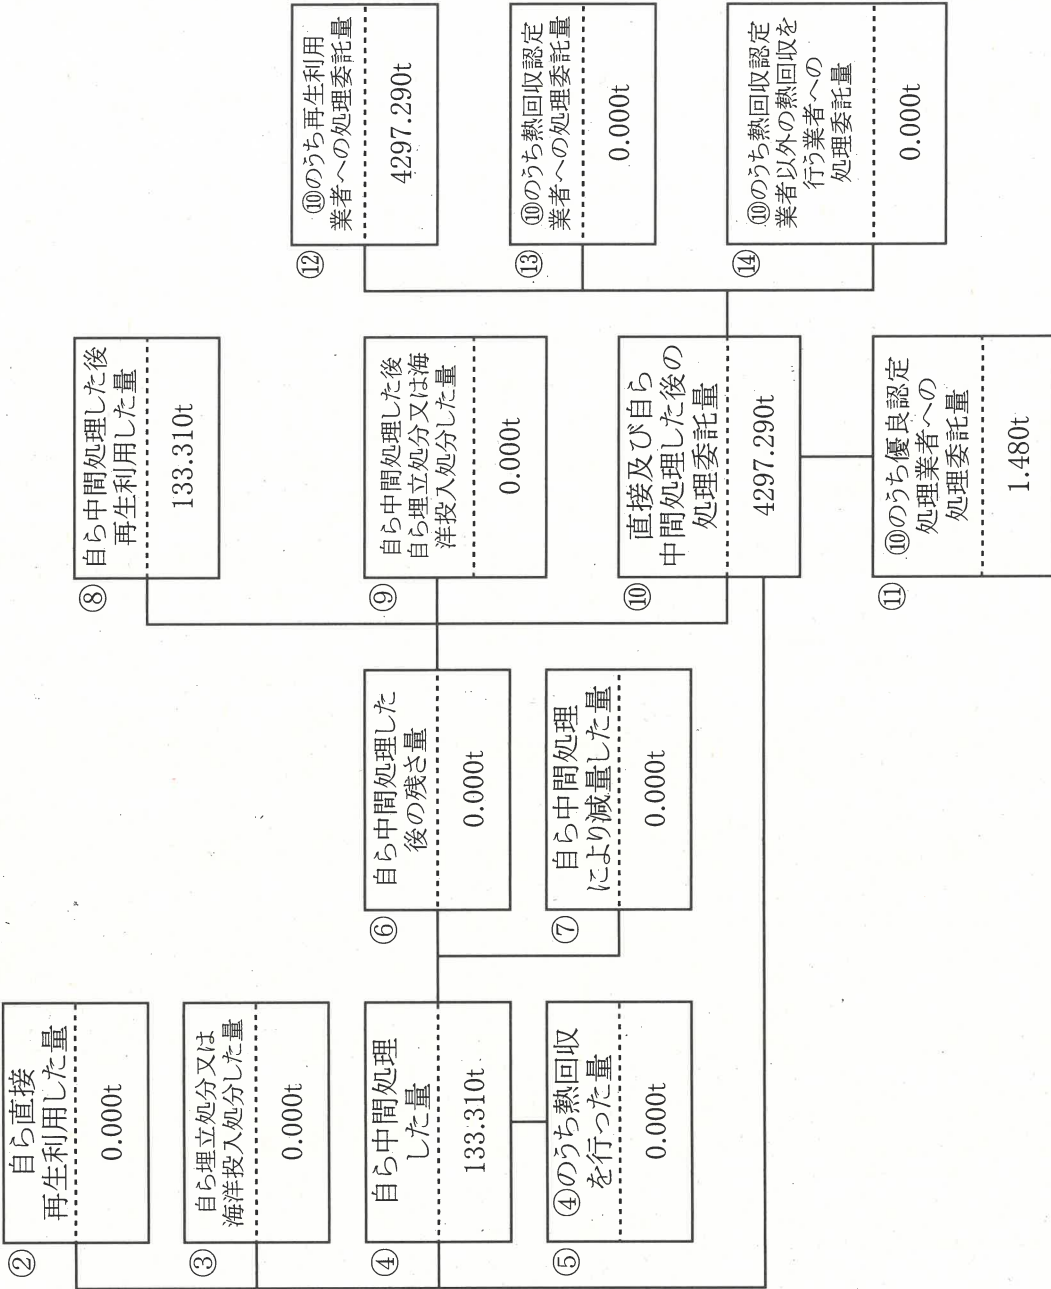 ②
自ら直接
再生利用した量
0.000t
③
自ら埋立処分又は
海洋投入処分した量
0.000t
④
自ら中間処理
した量
133.310t
⑤
④のうち熱回収
を行った量
0.000t
⑥
自ら中間処理した
後の残さ量
0.000t
⑦
自ら中間処理
により減量した量
0.000t
⑧
自ら中間処理した後
再生利用した量
133.310t
⑨
自ら中間処理した後
自ら埋立処分又は海
洋投入処分した量
0.000t
⑩
直接及び自ら
中間処理した後の
処理委託量
4297.290t
⑪
⑩のうち優良認定
処理業者への
処理委託量
1.480t
⑫
⑩のうち再生利用
業者への処理委託量
4297.290t
⑬
⑩のうち熱回収認定
業者への処理委託量
0.000t
⑭
⑩のうち熱回収認定
業者以外の熱回収を
行う業者への
処理委託量
0.000t